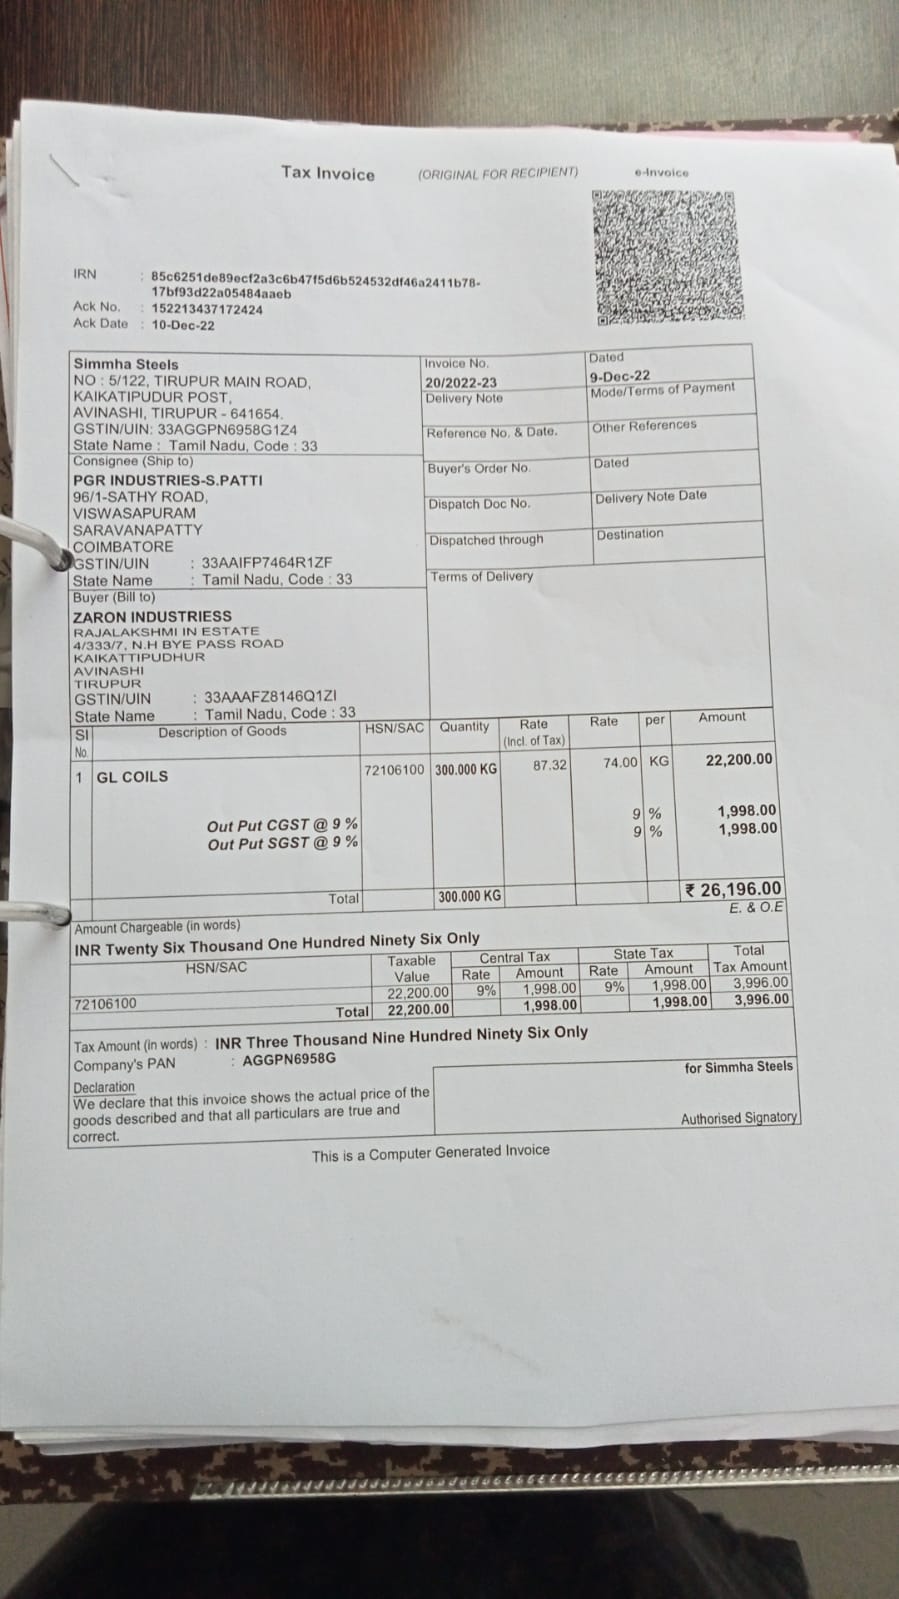 Tax Invoice (ORIGINAL FOR RECIPIENT) e-Invoice
IRN : 85c6251de89ecf2a3c6b47f5d6b524532df46a2411b78-
17bf93d22a05484aaeb
Ack No. : 152213437172424
Ack Date : 10-Dec-22
Simmha Steels
NO : 5/122, TIRUPUR MAIN ROAD,
KAIKATIPUDUR POST,
AVINASHI, TIRUPUR - 641654.
GSTIN/UIN: 33AGGPN6958G1Z4
State Name : Tamil Nadu, Code : 33
Invoice No. Dated
20/2022-23 9-Dec-22
Delivery Note Mode/Terms of Payment
Reference No. & Date. Other References
Buyer's Order No. Dated
Dispatch Doc No. Delivery Note Date
Dispatched through Destination
Terms of Delivery
Consignee (Ship to)
PGR INDUSTRIES-S.PATTI
96/1-SATHY ROAD,
VISWASAPURAM
SARAVANAPATTY
COIMBATORE
GSTIN/UIN : 33AAIFP7464R1ZF
State Name : Tamil Nadu, Code : 33
Buyer (Bill to)
ZARON INDUSTRIESS
RAJALAKSHMI IN ESTATE
4/333/7, N.H BYE PASS ROAD
KAIKATTIPUDHUR
AVINASHI
TIRUPUR
GSTIN/UIN : 33AAAFZ8146Q1ZI
State Name : Tamil Nadu, Code : 33
Sl No. Description of Goods HSN/SAC Quantity Rate (Incl. of Tax) Rate per Amount
1 GL COILS 72106100 300.000 KG 87.32 74.00 KG 22,200.00
Out Put CGST @ 9 % 9 % 1,998.00
Out Put SGST @ 9 % 9 % 1,998.00
Total 300.000 KG ₹ 26,196.00
E. & O.E
Amount Chargeable (in words)
INR Twenty Six Thousand One Hundred Ninety Six Only
HSN/SAC Taxable Value Central Tax State Tax Total Tax Amount
Rate Amount Rate Amount
72106100 22,200.00 9% 1,998.00 9% 1,998.00 3,996.00
Total 22,200.00 1,998.00 1,998.00 3,996.00
Tax Amount (in words) : INR Three Thousand Nine Hundred Ninety Six Only
Company's PAN : AGGPN6958G
Declaration
We declare that this invoice shows the actual price of the
goods described and that all particulars are true and
correct.
for Simmha Steels
Authorised Signatory
This is a Computer Generated Invoice